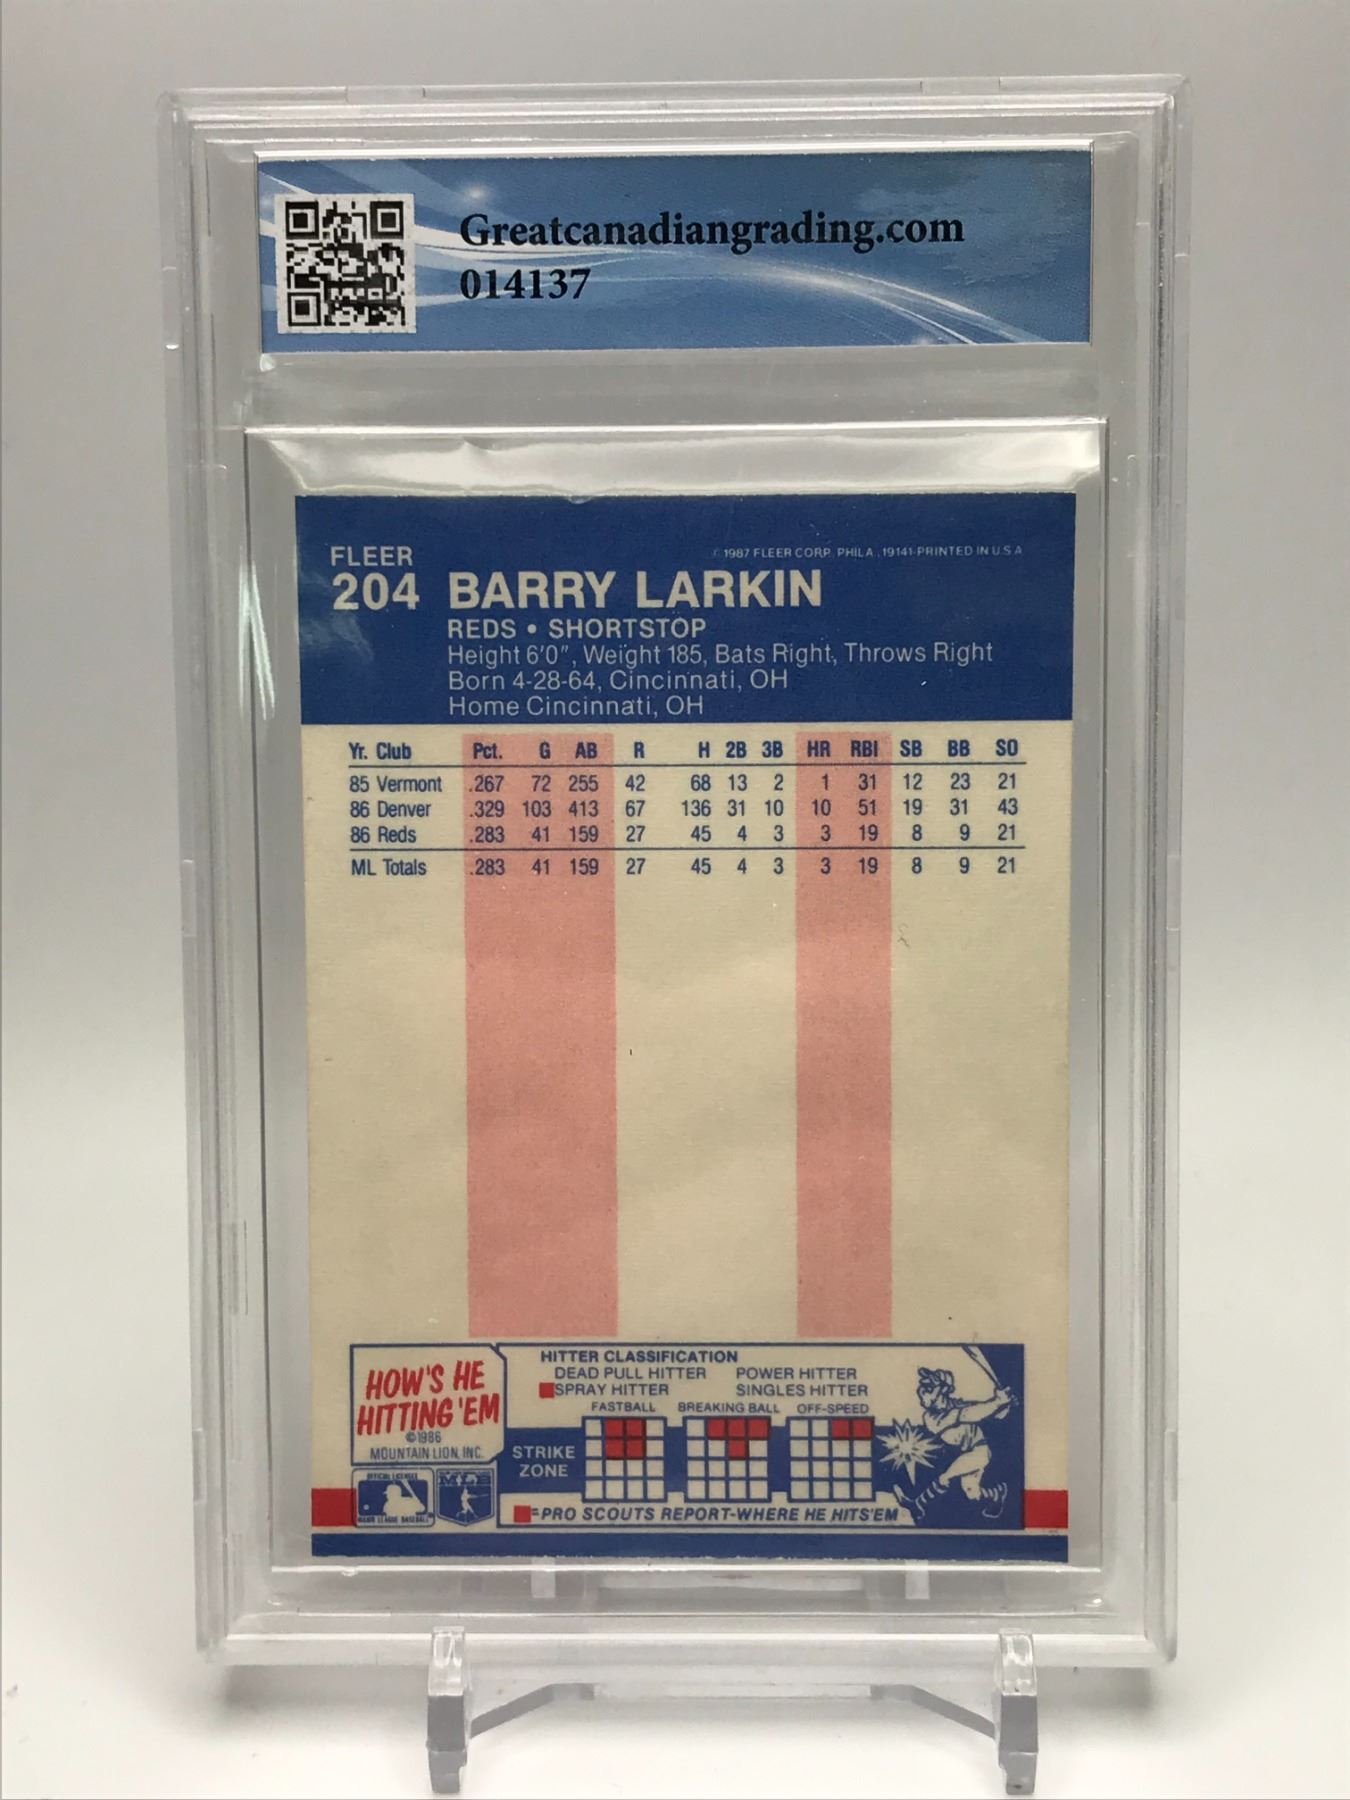 Greatcanadiangrading.com
014137
FLEER
204
© 1987 FLEER CORP. PHILA., 19141-PRINTED IN U.S.A
BARRY LARKIN
REDS • SHORTSTOP
Height 6'0", Weight 185, Bats Right, Throws Right
Born 4-28-64, Cincinnati, OH
Home Cincinnati, OH
Yr. Club Pct. G AB R H 2B 3B HR RBI SB BB SO
85 Vermont .267 72 255 42 68 13 2 1 31 12 23 21
86 Denver .329 103 413 67 136 31 10 10 51 19 31 43
86 Reds .283 41 159 27 45 4 3 3 19 8 9 21
ML Totals .283 41 159 27 45 4 3 3 19 8 9 21
HOW'S HE
HITTING 'EM
©1986
MOUNTAIN LION, INC.
HITTER CLASSIFICATION
DEAD PULL HITTER POWER HITTER
SPRAY HITTER SINGLES HITTER
FASTBALL BREAKING BALL OFF-SPEED
STRIKE
ZONE
=PRO SCOUTS REPORT-WHERE HE HITS'EM
OFFICIAL LICENSEE
MAJOR LEAGUE BASEBALL
MLB